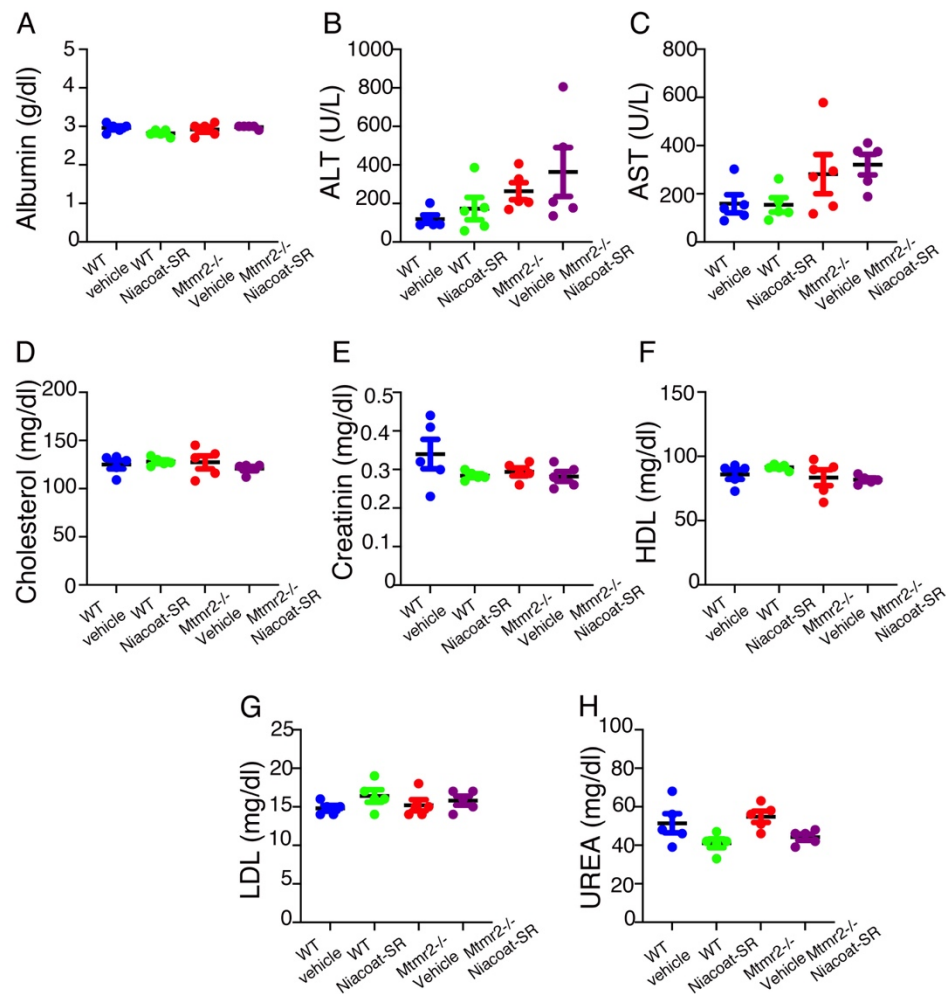 A
Albumin (g/dl)
5
4
3
2
1
0
WT
vehicle
WT
Niacoat-SR
Mtmr2-/-
Vehicle
Mtmr2-/-
Niacoat-SR
B
ALT (U/L)
1000
800
600
400
200
0
WT
vehicle
WT
Niacoat-SR
Mtmr2-/-
Vehicle
Mtmr2-/-
Niacoat-SR
C
AST (U/L)
800
600
400
200
0
WT
vehicle
WT
Niacoat-SR
Mtmr2-/-
Vehicle
Mtmr2-/-
Niacoat-SR
D
Cholesterol (mg/dl)
200
150
100
50
0
WT
vehicle
WT
Niacoat-SR
Mtmr2-/-
Vehicle
Mtmr2-/-
Niacoat-SR
E
Creatinin (mg/dl)
0.5
0.4
0.3
0.2
0.1
0
WT
vehicle
WT
Niacoat-SR
Mtmr2-/-
Vehicle
Mtmr2-/-
Niacoat-SR
F
HDL (mg/dl)
150
100
50
0
WT
vehicle
WT
Niacoat-SR
Mtmr2-/-
Vehicle
Mtmr2-/-
Niacoat-SR
G
LDL (mg/dl)
25
20
15
10
5
0
WT
vehicle
WT
Niacoat-SR
Mtmr2-/-
Vehicle
Mtmr2-/-
Niacoat-SR
H
UREA (mg/dl)
100
80
60
40
20
0
WT
vehicle
WT
Niacoat-SR
Mtmr2-/-
Vehicle
Mtmr2-/-
Niacoat-SR